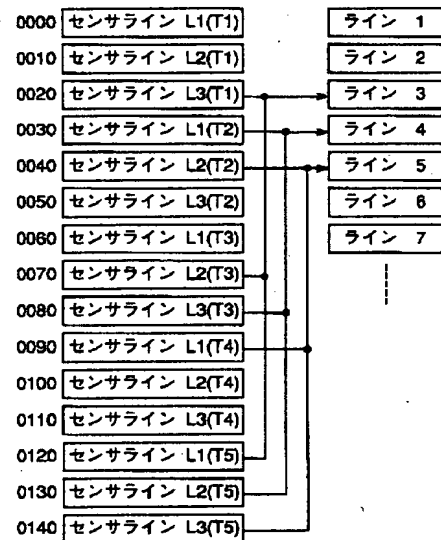 0000 センサライン L1(T1) ライン 1
0010 センサライン L2(T1) ライン 2
0020 センサライン L3(T1) ライン 3
0030 センサライン L1(T2) ライン 4
0040 センサライン L2(T2) ライン 5
0050 センサライン L3(T2) ライン 6
0060 センサライン L1(T3) ライン 7
0070 センサライン L2(T3)
0080 センサライン L3(T3)
0090 センサライン L1(T4)
0100 センサライン L2(T4)
0110 センサライン L3(T4)
0120 センサライン L1(T5)
0130 センサライン L2(T5)
0140 センサライン L3(T5)